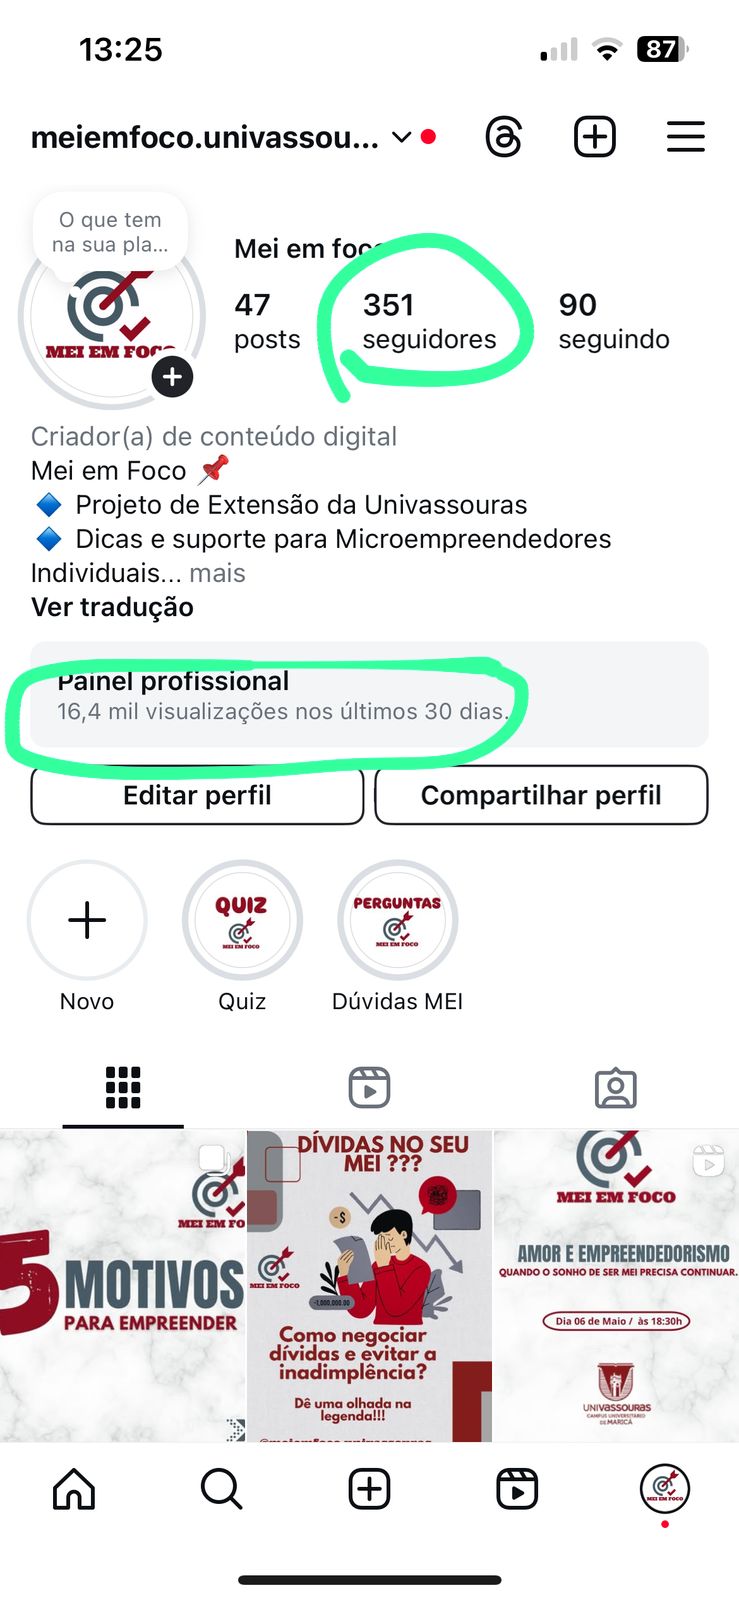 13:25
87
meiemfoco.univassou...
O que tem
na sua pla...
Mei em foco
47
351
90
posts
seguidores
seguindo
MEI EM FOCO
Criador(a) de conteúdo digital
Mei em Foco
Projeto de Extensão da Univassouras
Dicas e suporte para Microempreendedores
Individuais... mais
Ver tradução
Painel profissional
16,4 mil visualizações nos últimos 30 dias.
Editar perfil
Compartilhar perfil
QUIZ
MEI EM FOCO
PERGUNTAS
MEI EM FOCO
Novo
Quiz
Dúvidas MEI
MEI EM FO
5 MOTIVOS
PARA EMPREENDER
DÍVIDAS NO SEU
MEI ???
-$
MEI EM FOCO
-1,000,000.00
Como negociar
dívidas e evitar a
inadimplência?
Dê uma olhada na
legenda!!!
MEI EM FOCO
AMOR E EMPREENDEDORISMO
QUANDO O SONHO DE SER MEI PRECISA CONTINUAR.
Dia 06 de Maio / às 18:30h
UNIVASSOURAS
CAMPUS UNIVERSITÁRIO
DE MARICÁ
MEI EM FOCO